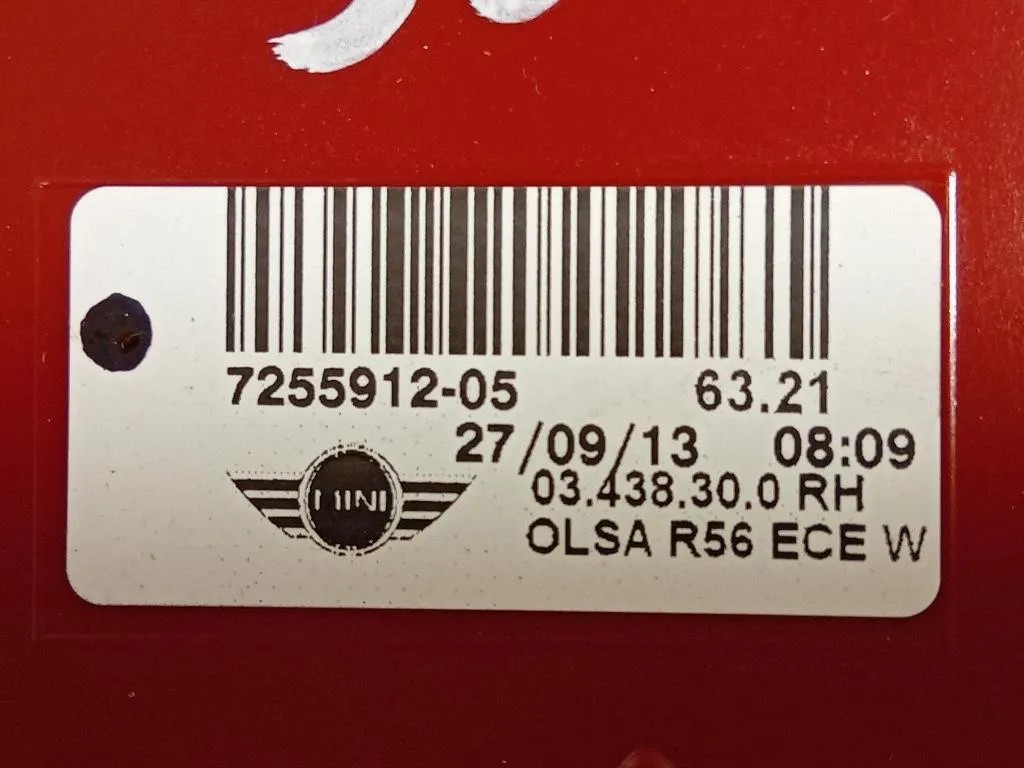 7255912-05 63.21
27/09/13 08:09
03.438.30.0 RH
MINI
OLSA R56 ECE W